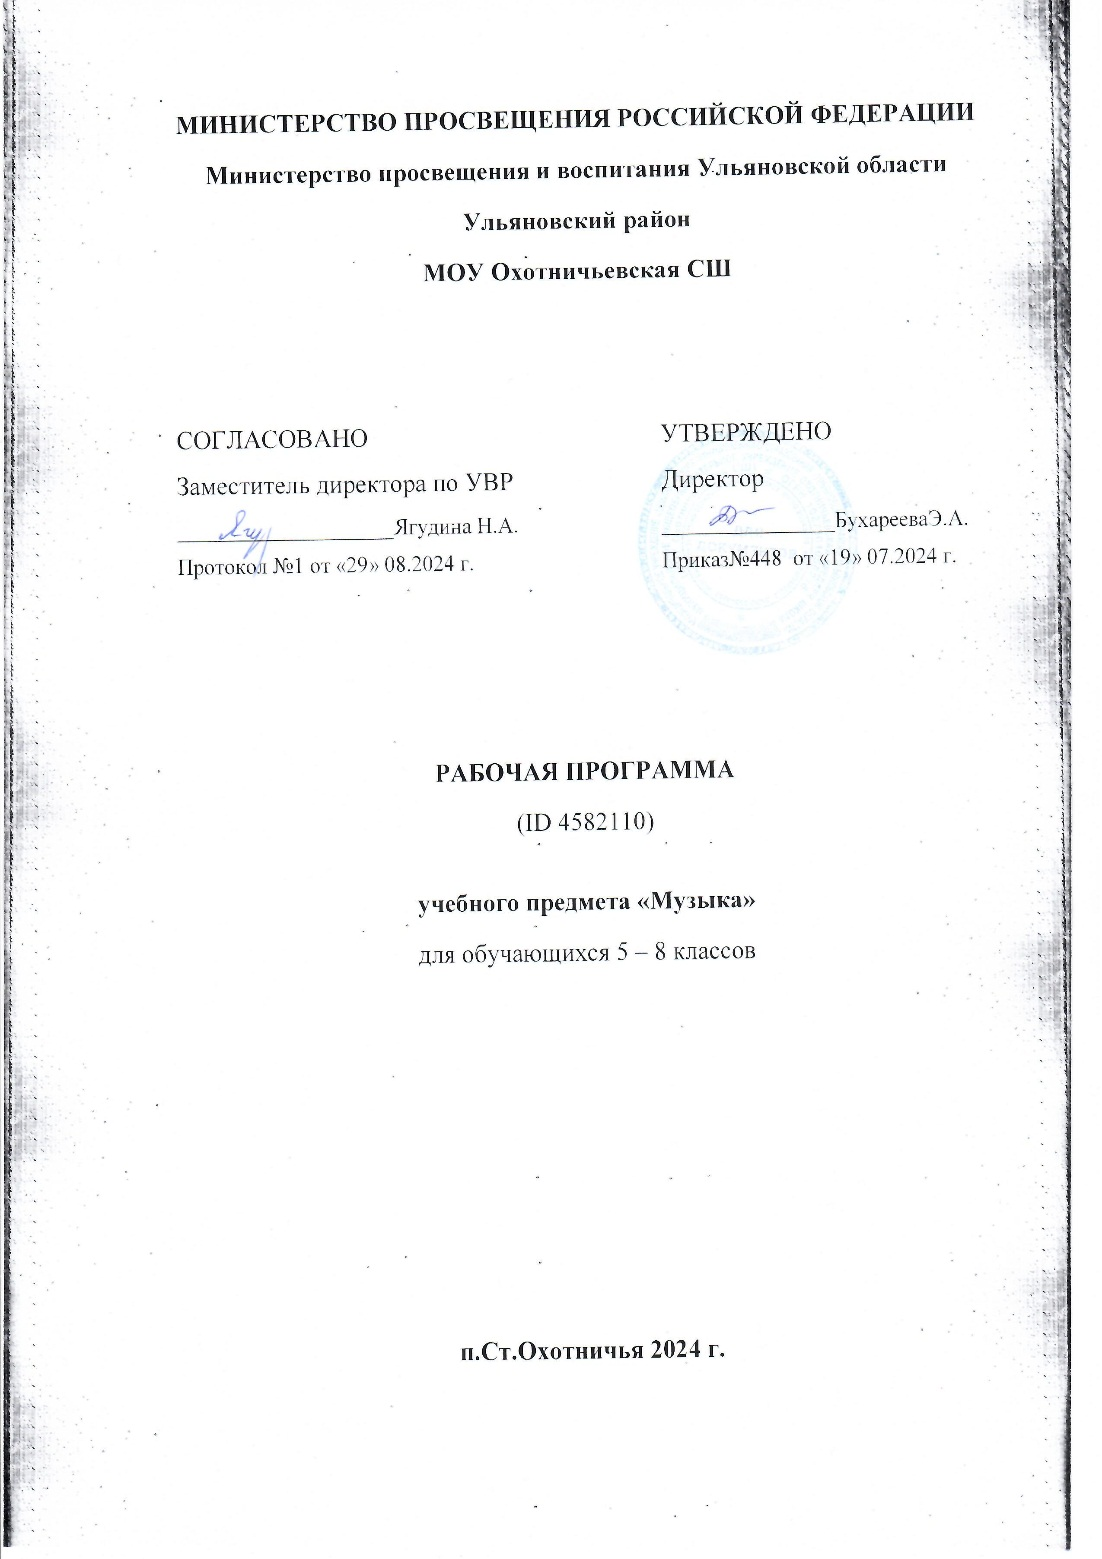 МИНИСТЕРСТВО ПРОСВЕЩЕНИЯ РОССИЙСКОЙ ФЕДЕРАЦИИ
Министерство просвещения и воспитания Ульяновской области
Ульяновский район
МОУ Охотничьевская СШ
СОГЛАСОВАНО
Заместитель директора по УВР
____________________Ягудина Н.А.
Протокол №1 от «29» 08.2024 г.
УТВЕРЖДЕНО
Директор
________________БухарееваЭ.А.
Приказ№448 от «19» 07.2024 г.
РАБОЧАЯ ПРОГРАММА
(ID 4582110)
учебного предмета «Музыка»
для обучающихся 5 – 8 классов
п.Ст.Охотничья 2024 г.